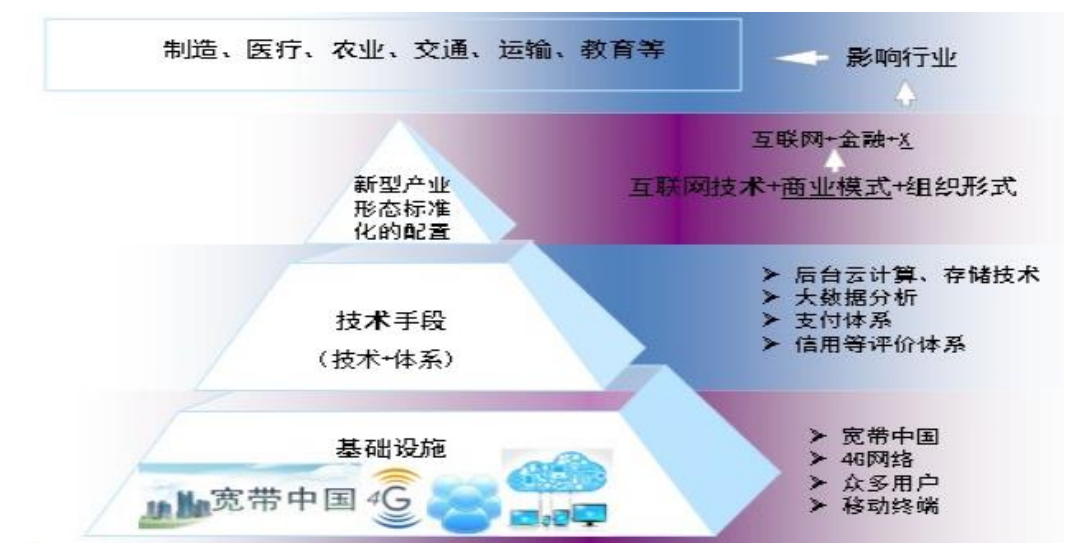 制造、医疗、农业、交通、运输、教育等
影响行业
互联网+金融+X
互联网技术+商业模式+组织形式
新型产业
形态标准
化的配置
技术手段
（技术+体系）
➢ 后台云计算、存储技术
➢ 大数据分析
➢ 支付体系
➢ 信用等评价体系
基础设施
宽带中国
4G
➢ 宽带中国
➢ 4G网络
➢ 众多用户
➢ 移动终端